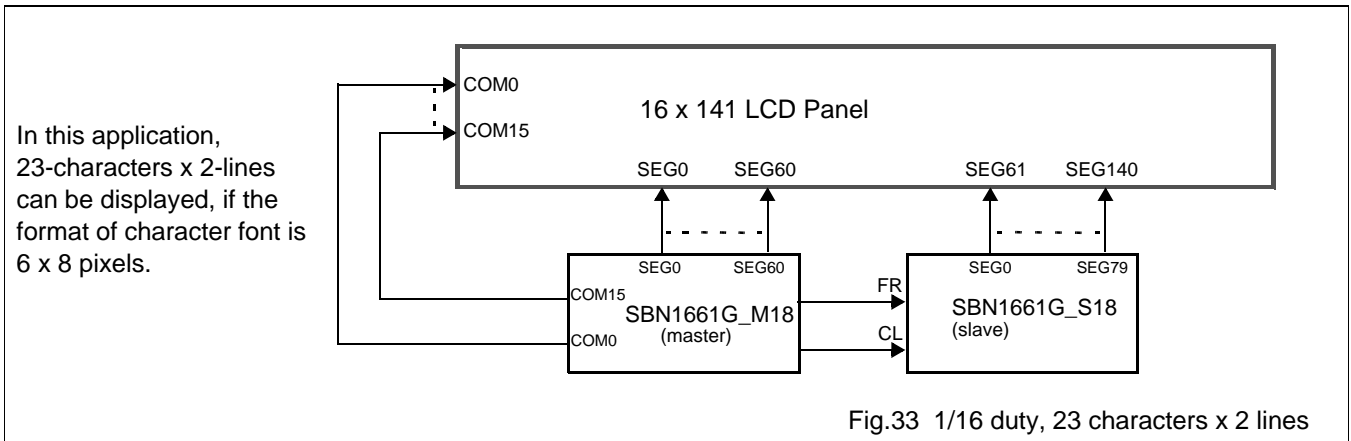 In this application,
23-characters x 2-lines
can be displayed, if the
format of character font is
6 x 8 pixels.
COM0
COM15
16 x 141 LCD Panel
SEG0 SEG60 SEG61 SEG140
SEG0 SEG60
COM15
COM0
SBN1661G_M18
(master)
FR
CL
SEG0 SEG79
SBN1661G_S18
(slave)
Fig.33 1/16 duty, 23 characters x 2 lines